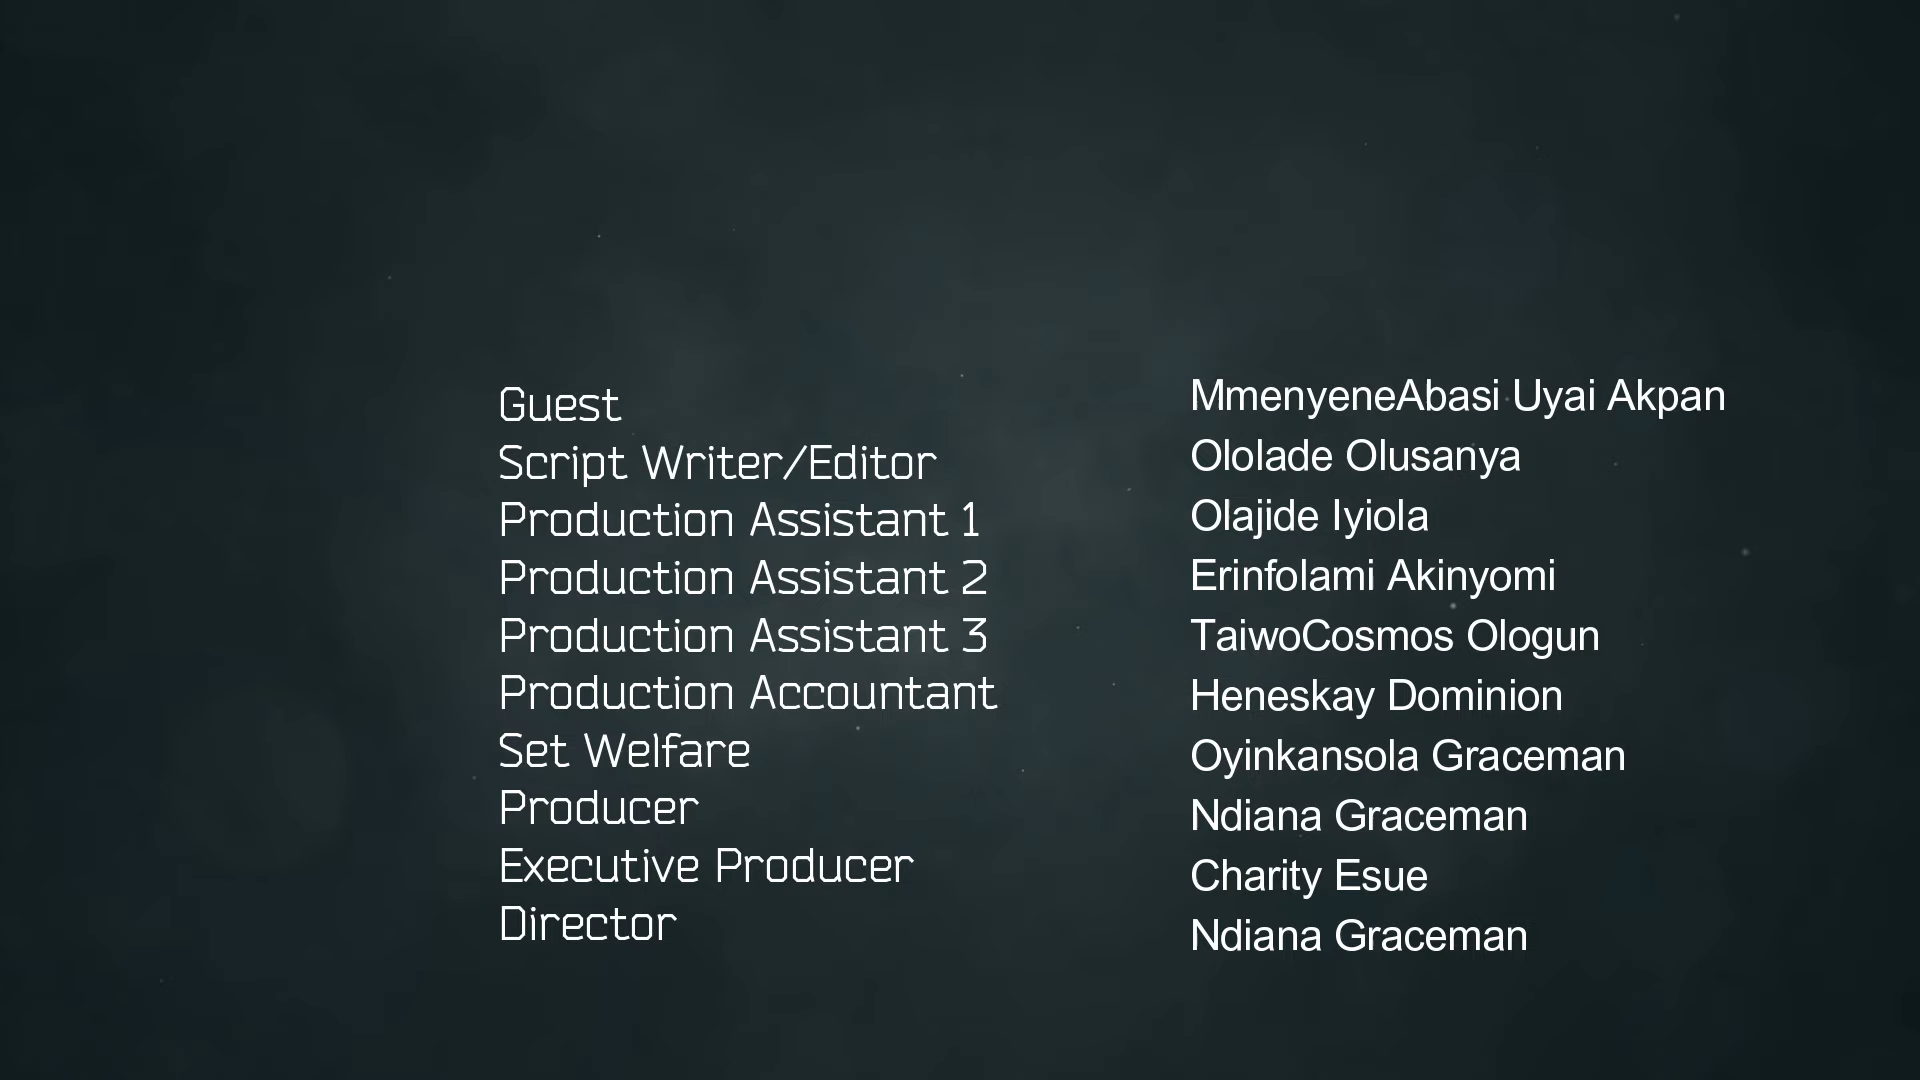 Guest MmenyeneAbasi Uyai Akpan
Script Writer/Editor Ololade Olusanya
Production Assistant 1 Olajide Iyiola
Production Assistant 2 Erinfolami Akinyomi
Production Assistant 3 TaiwoCosmos Ologun
Production Accountant Heneskay Dominion
Set Welfare Oyinkansola Graceman
Producer Ndiana Graceman
Executive Producer Charity Esue
Director Ndiana Graceman